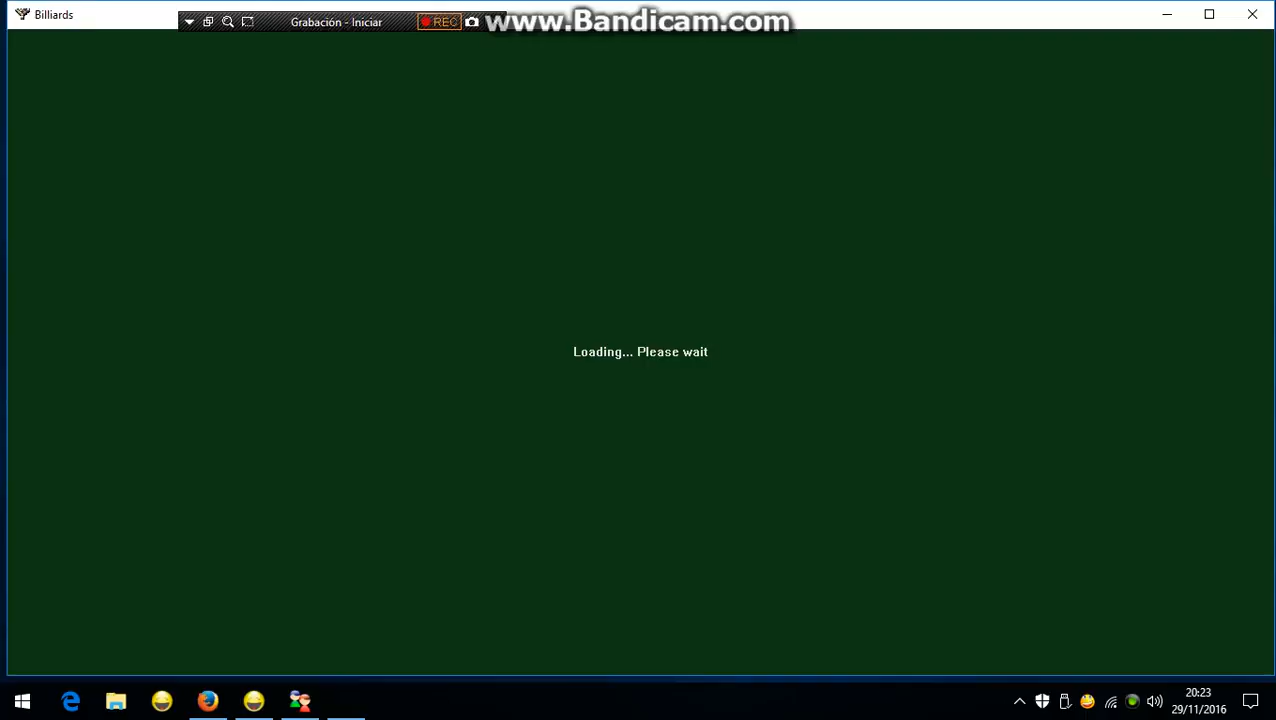 Billiards
Grabación - Iniciar
REC
www.Bandicam.com
Loading... Please wait
20:23
29/11/2016